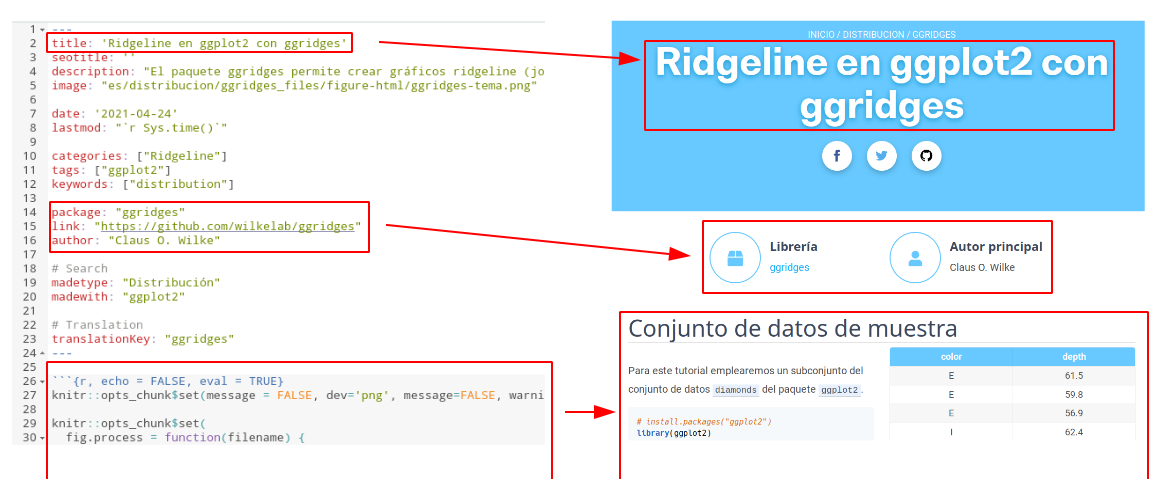 1 ---
2 title: 'Ridgeline en ggplot2 con ggridges'
3 seotitle: ''
4 description: "El paquete ggridges permite crear gráficos ridgeline (jo
5 image: "es/distribucion/ggridges_files/figure-html/ggridges-tema.png"
6
7 date: '2021-04-24'
8 lastmod: "`r Sys.time()`"
9
10 categories: ["Ridgeline"]
11 tags: ["ggplot2"]
12 keywords: ["distribution"]
13
14 package: "ggridges"
15 link: "https://github.com/wilkelab/ggridges"
16 author: "Claus O. Wilke"
17
18 # Search
19 madetype: "Distribución"
20 madewith: "ggplot2"
21
22 # Translation
23 translationKey: "ggridges"
24 ---
25
26 ```{r, echo = FALSE, eval = TRUE}
27 knitr::opts_chunk$set(message = FALSE, dev='png', message=FALSE, warni
28
29 knitr::opts_chunk$set(
30 fig.process = function(filename) {
INICIO / DISTRIBUCION / GGRIDGES
Ridgeline en ggplot2 con
ggridges
Librería
ggridges
Autor principal
Claus O. Wilke
Conjunto de datos de muestra
Para este tutorial emplearemos un subconjunto del
conjunto de datos diamonds del paquete ggplot2.
# install.packages("ggplot2")
library(ggplot2)
color depth
E 61.5
E 59.8
E 56.9
I 62.4